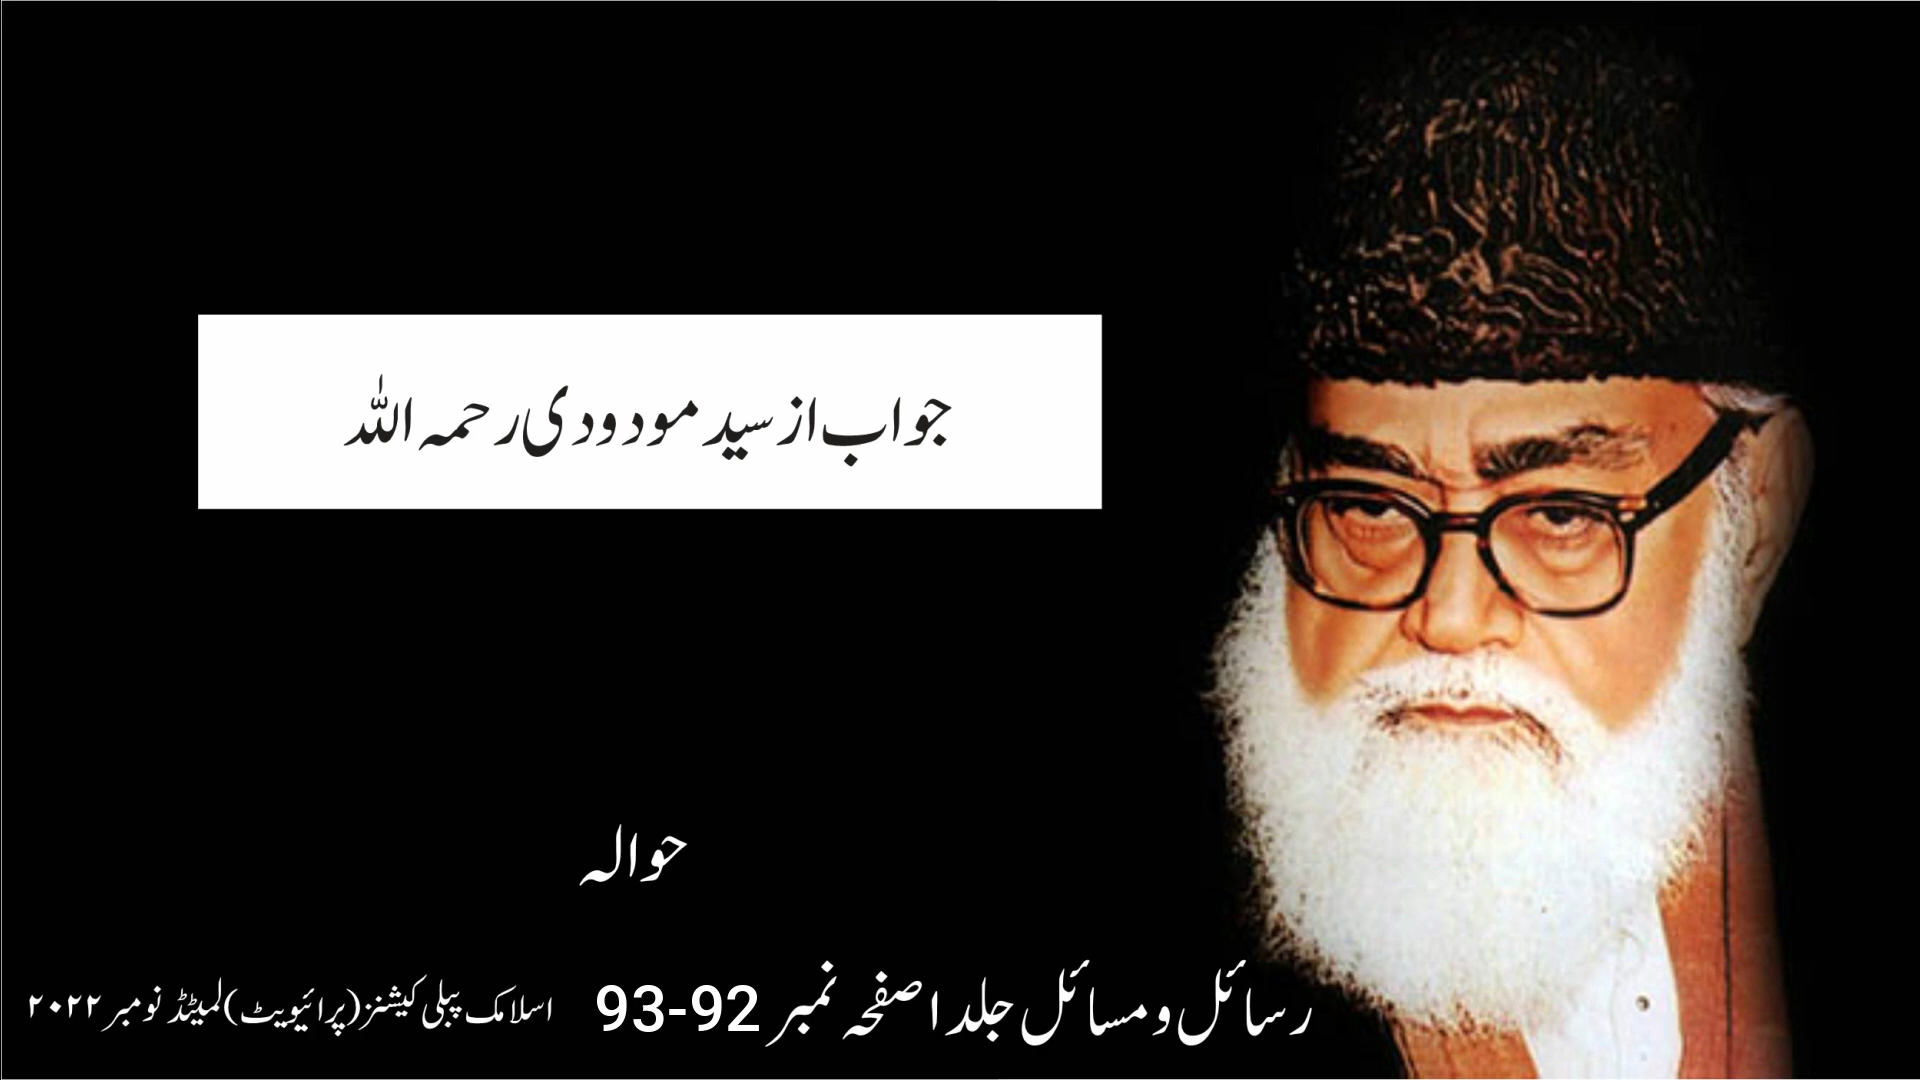 جواب از سید مودودی رحمہ اللہ
حوالہ
رسائل و مسائل جلد ۱ صفحہ نمبر 92-93 اسلامک پبلی کیشنز (پرائیویٹ) لمیٹڈ نومبر ۲۰۲۲